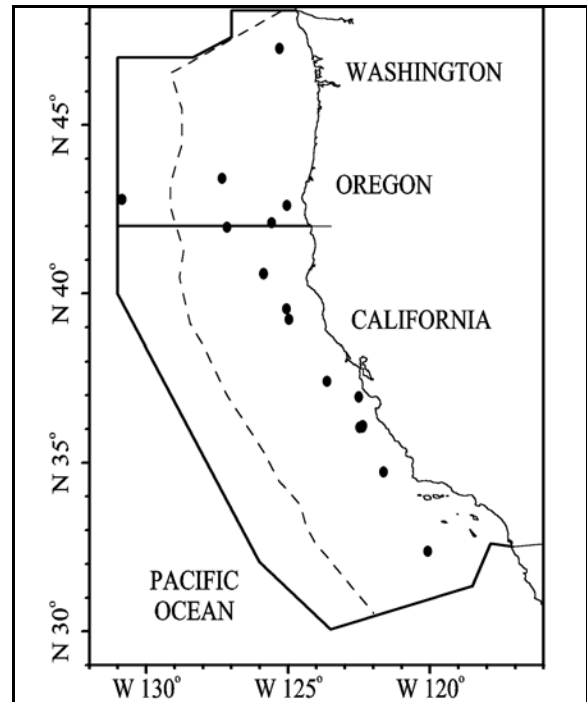 WASHINGTON
N 45°
OREGON
N 40°
CALIFORNIA
N 35°
PACIFIC
OCEAN
N 30°
W 130° W 125° W 120°